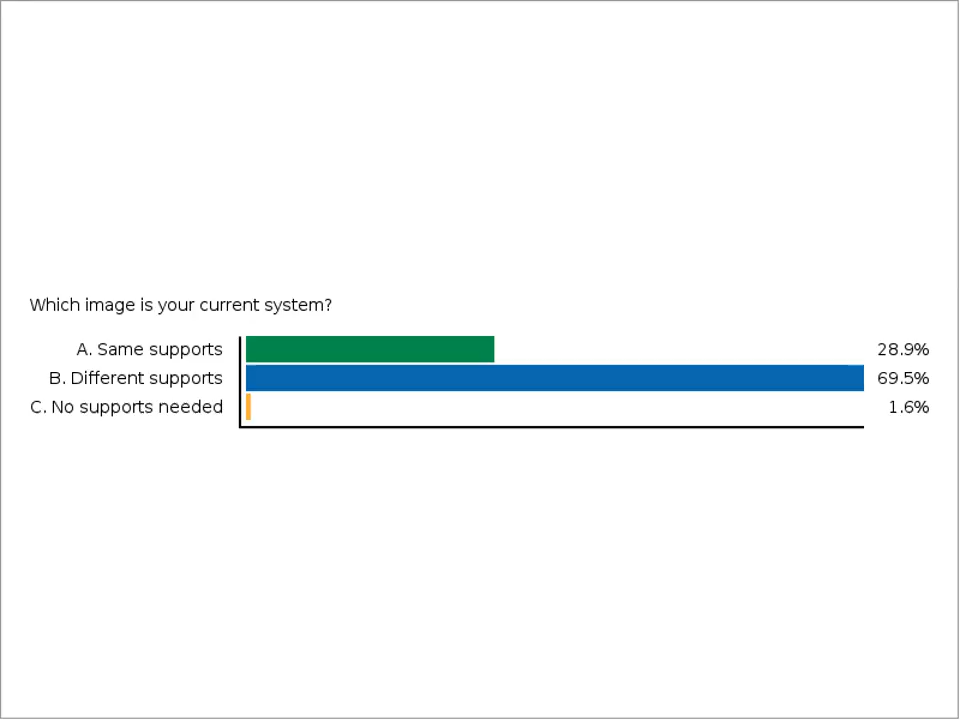 Which image is your current system?
A. Same supports 28.9%
B. Different supports 69.5%
C. No supports needed 1.6%